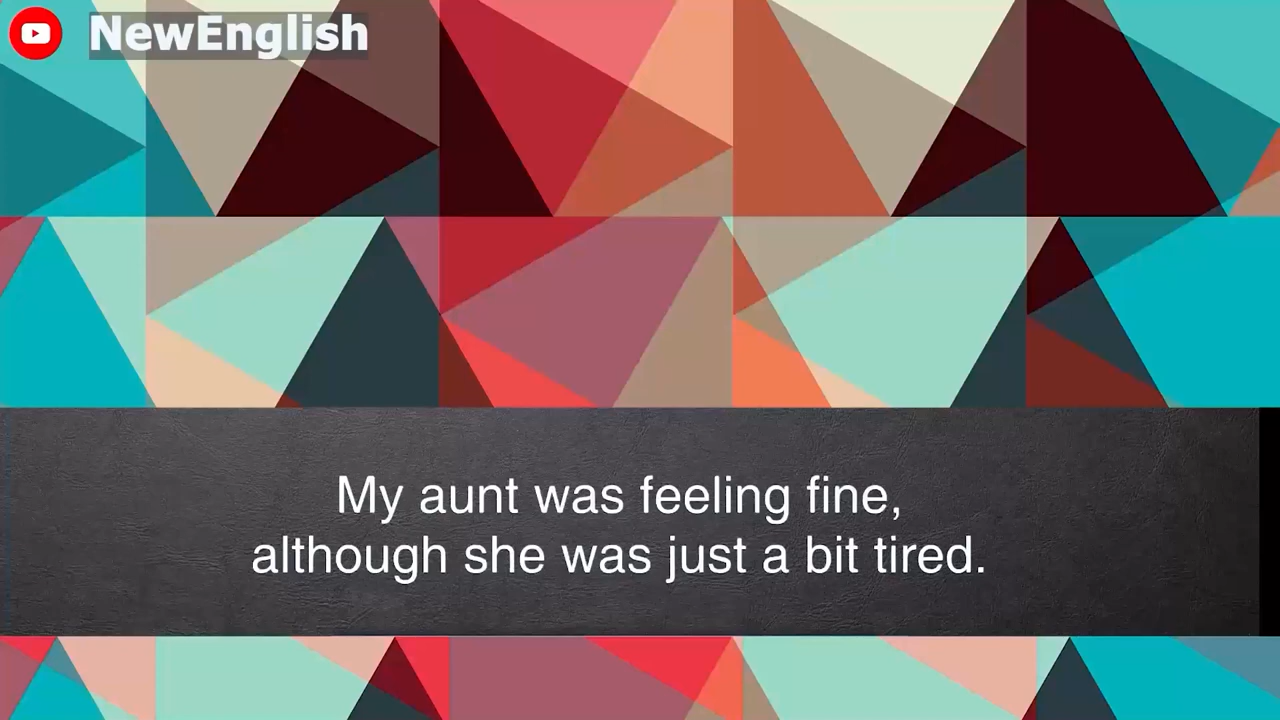 NewEnglish
My aunt was feeling fine,
although she was just a bit tired.